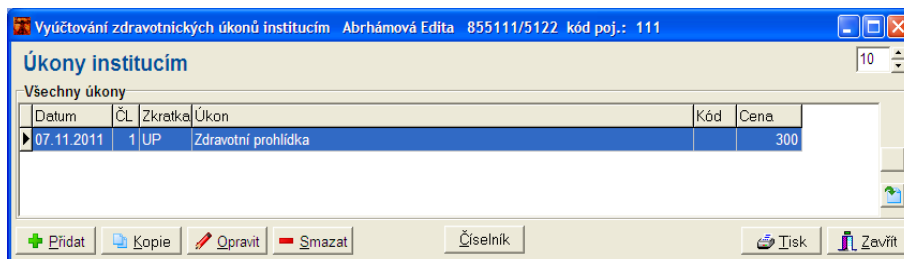 Vyúčtování zdravotnických úkonů institucím Abrhámová Edita 855111/5122 kód poj.: 111
Úkony institucím 10
Všechny úkony
Datum ČL Zkratka Úkon Kód Cena
07.11.2011 1 UP Zdravotní prohlídka 300
Přidat Kopie Opravit Smazat Číselník Tisk Zavřít